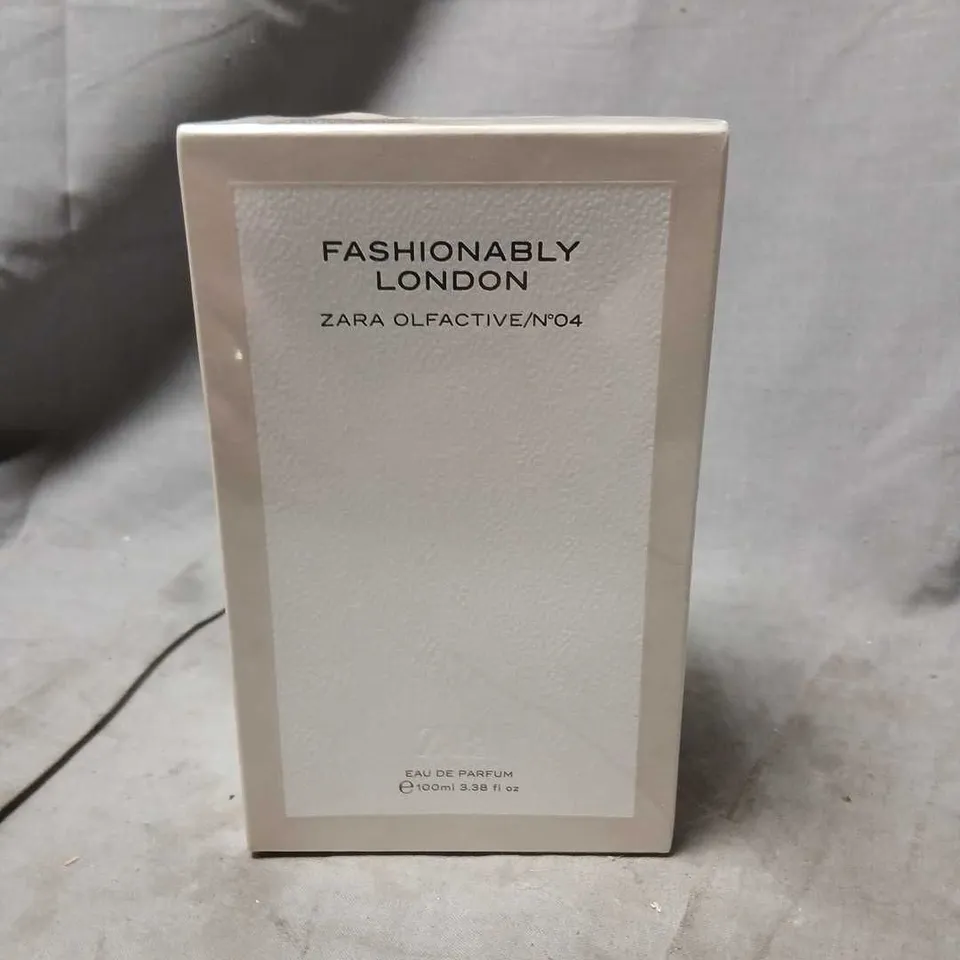 FASHIONABLY
LONDON
ZARA OLFACTIVE/N°04
EAU DE PARFUM
℮100ml 3.38 fl oz